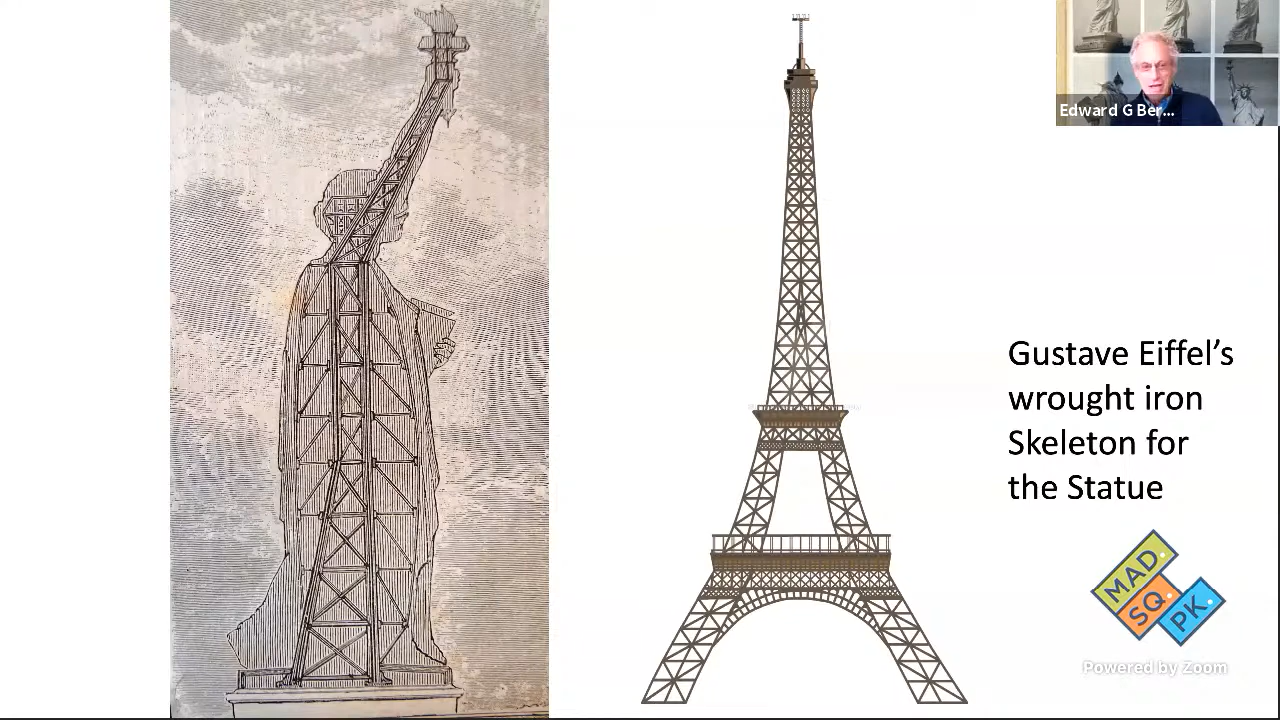 Edward G Ber...
Gustave Eiffel’s
wrought iron
Skeleton for
the Statue
MAD.
SQ.
PK.
Powered by Zoom